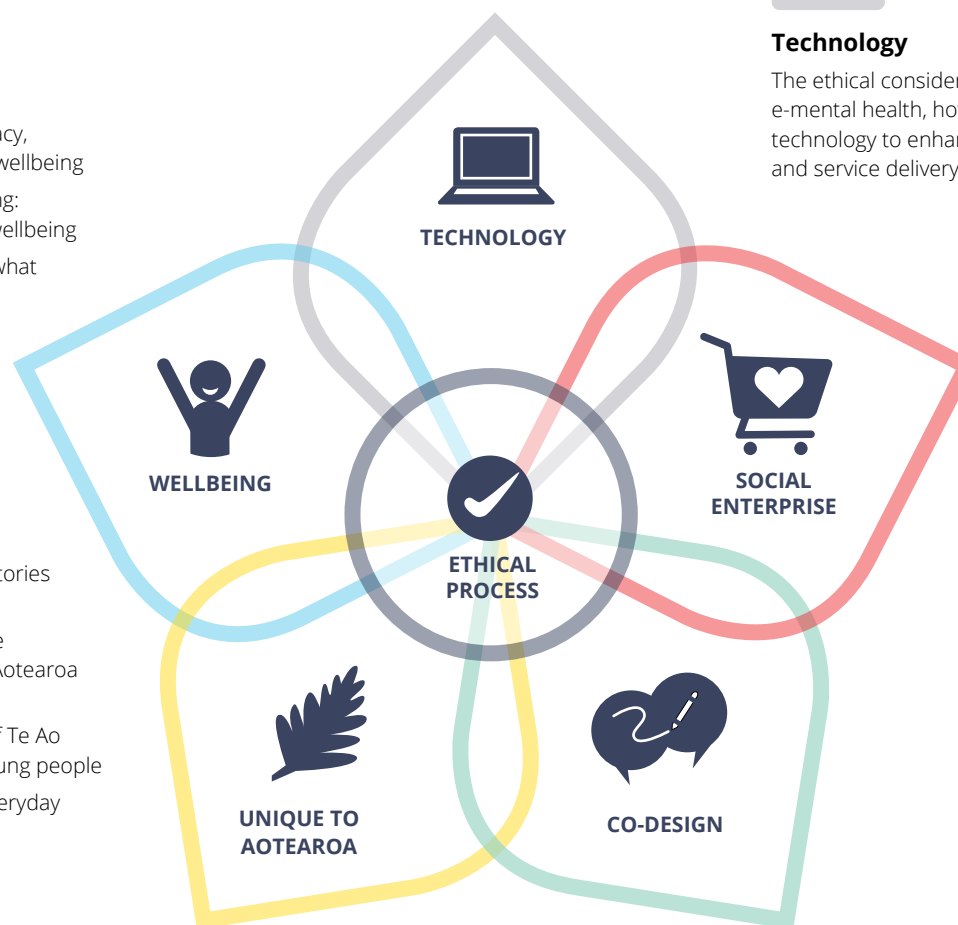 Technology
The ethical consider
e-mental health, ho
technology to enhan
and service delivery
acy,
wellbeing
ng:
wellbeing
what
TECHNOLOGY
WELLBEING
SOCIAL
ENTERPRISE
ETHICAL
PROCESS
tories
e
Aotearoa
f Te Ao
ung people
eryday
UNIQUE TO
AOTEAROA
CO-DESIGN